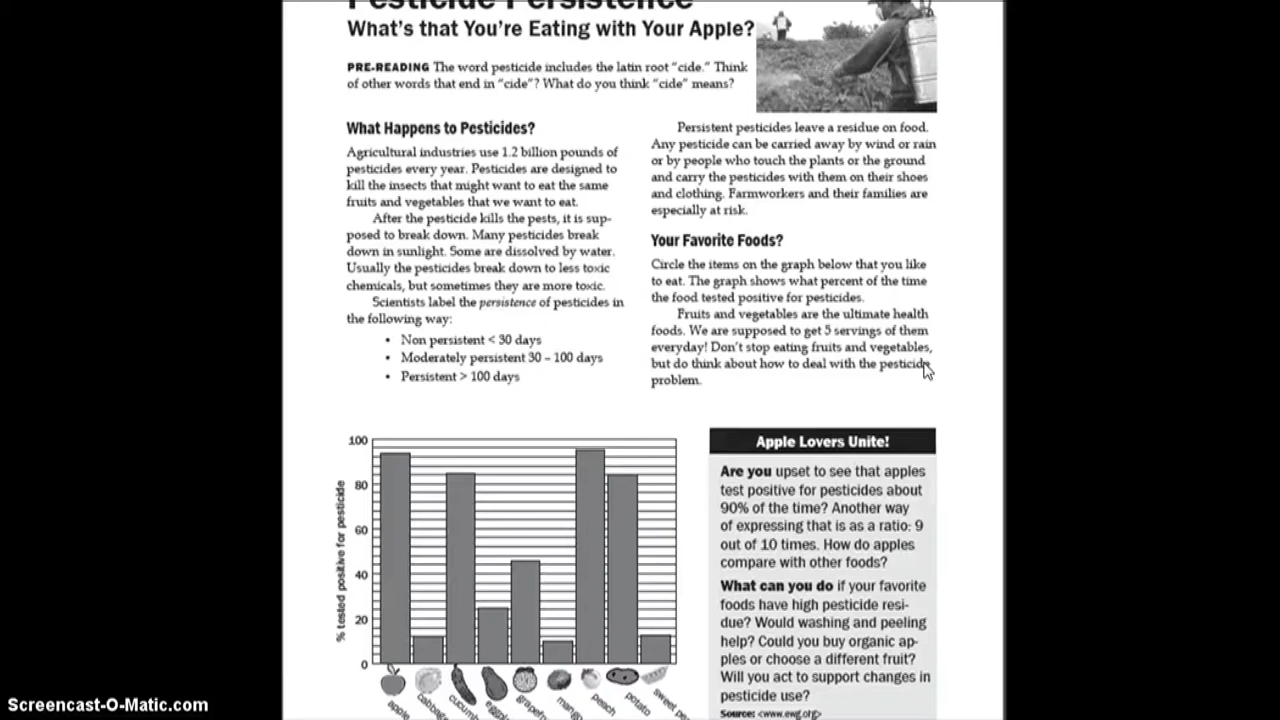 Pesticide Persistence
What's that You're Eating with Your Apple?
PRE-READING The word pesticide includes the latin root "cide." Think
of other words that end in "cide"? What do you think "cide" means?
What Happens to Pesticides?
Agricultural industries use 1.2 billion pounds of
pesticides every year. Pesticides are designed to
kill the insects that might want to eat the same
fruits and vegetables that we want to eat.
After the pesticide kills the pests, it is sup-
posed to break down. Many pesticides break
down in sunlight. Some are dissolved by water.
Usually the pesticides break down to less toxic
chemicals, but sometimes they are more toxic.
Scientists label the persistence of pesticides in
the following way:
• Non persistent < 30 days
• Moderately persistent 30 – 100 days
• Persistent > 100 days
Persistent pesticides leave a residue on food.
Any pesticide can be carried away by wind or rain
or by people who touch the plants or the ground
and carry the pesticides with them on their shoes
and clothing. Farmworkers and their families are
especially at risk.
Your Favorite Foods?
Circle the items on the graph below that you like
to eat. The graph shows what percent of the time
the food tested positive for pesticides.
Fruits and vegetables are the ultimate health
foods. We are supposed to get 5 servings of them
everyday! Don't stop eating fruits and vegetables,
but do think about how to deal with the pesticide
problem.
% tested positive for pesticide
100
80
60
40
20
0
apple
cabbag
cucumb
eggpl
grapefru
mang
peach
potato
sweet pe
Apple Lovers Unite!
Are you upset to see that apples
test positive for pesticides about
90% of the time? Another way
of expressing that is as a ratio: 9
out of 10 times. How do apples
compare with other foods?
What can you do if your favorite
foods have high pesticide resi-
due? Would washing and peeling
help? Could you buy organic ap-
ples or choose a different fruit?
Will you act to support changes in
pesticide use?
Source: <www.ewg.org>
Screencast-O-Matic.com